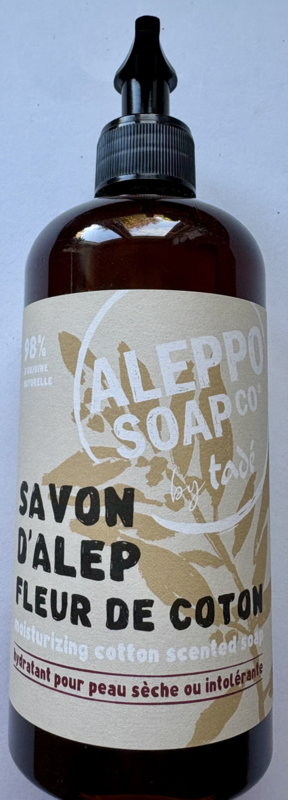 98%
D'ORIGINE
NATURELLE
ALEPPO
SOAP CO®
by tadé
SAVON
D'ALEP
FLEUR DE COTON
moisturizing cotton scented soap
hydratant pour peau sèche ou intolérante